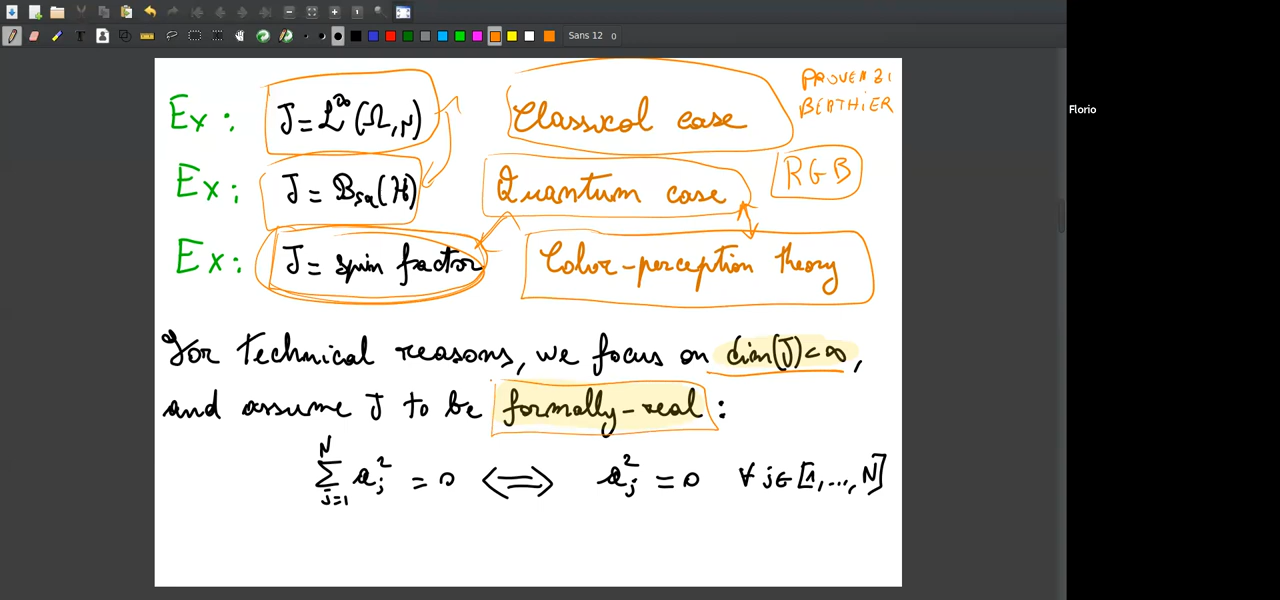 Sans 12
Ex: J = L^∞(Ω, N) Classical case
PROVENZI
BERTHIER
Ex: J = B_sa(H) Quantum case RGB
Ex: J = spin factor Color-perception theory
For technical reasons, we focus on dim(J) < ∞,
and assume J to be formally-real:
∑_{j=1}^{N} a_j^2 = 0 ⟺ a_j^2 = 0 ∀ j ∈ [1, ..., N]
Florio